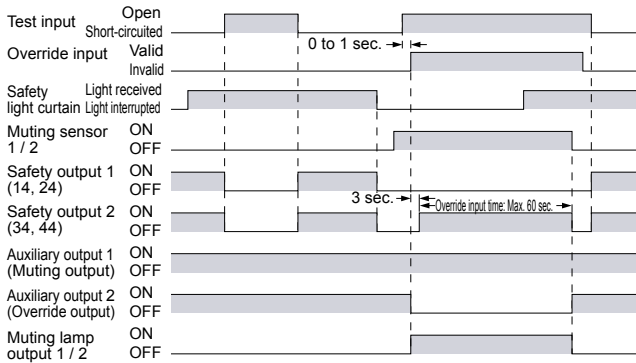 Test input Open
Short-circuited
0 to 1 sec.
Override input Valid
Invalid
Safety Light received
light curtain Light interrupted
Muting sensor ON
1 / 2 OFF
Safety output 1 ON
(14, 24) OFF
3 sec.
Override input time: Max. 60 sec.
Safety output 2 ON
(34, 44) OFF
Auxiliary output 1 ON
(Muting output) OFF
Auxiliary output 2 ON
(Override output) OFF
Muting lamp ON
output 1 / 2 OFF